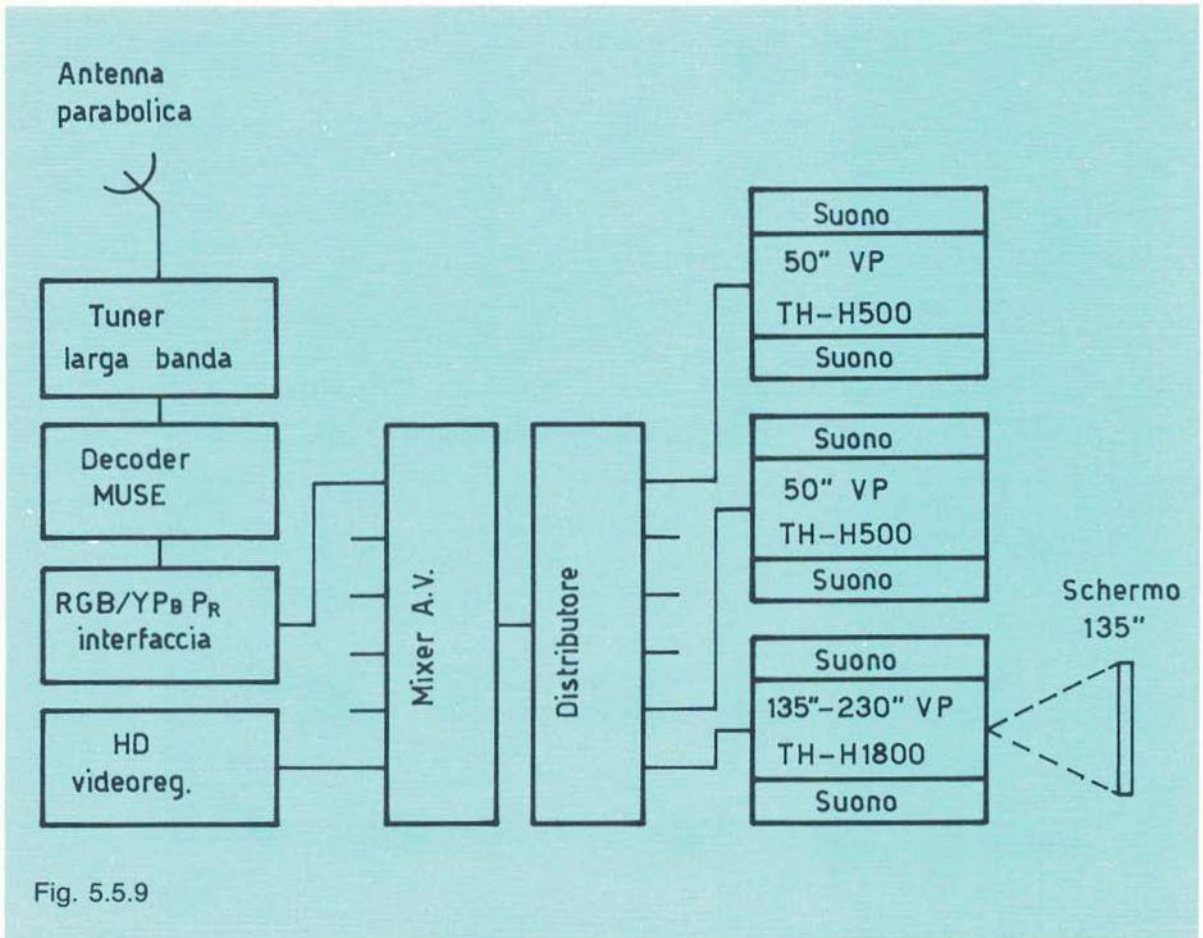 Antenna
parabolica
Tuner
larga banda
Decoder
MUSE
RGB/YPB PR
interfaccia
HD
videoreg.
Mixer A.V.
Distributore
Suono
50" VP
TH-H500
Suono
Suono
50" VP
TH-H500
Suono
Suono
135"-230" VP
TH-H1800
Suono
Schermo
135"
Fig. 5.5.9